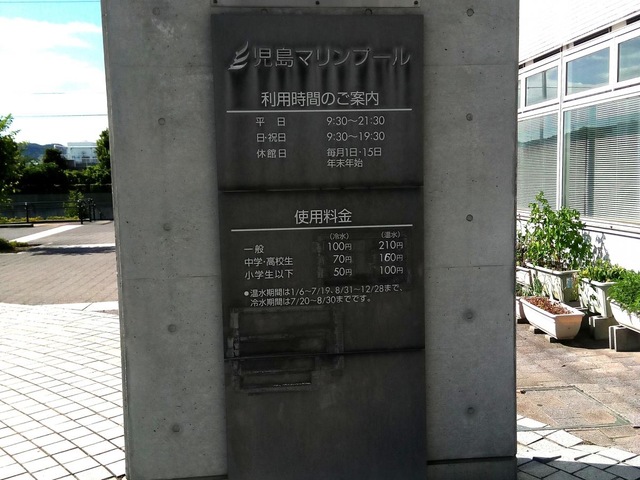 児島マリンプール
利用時間のご案内
平 日 9:30～21:30
日・祝日 9:30～19:30
休館日 毎月1日・15日
年末年始
使用料金
(冷水) (温水)
一般 100円 210円
中学・高校生 70円 160円
小学生以下 50円 100円
●温水期間は1/6～7/19、8/31～12/28まで、
冷水期間は7/20～8/30までです。